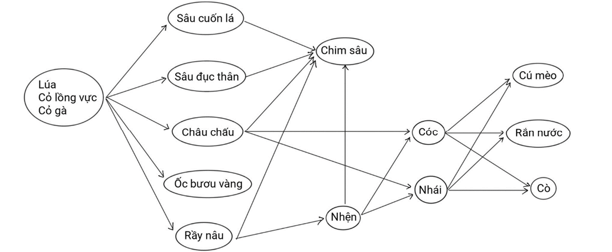 Sâu cuốn lá
Chim sâu
Sâu đục thân
Cú mèo
Lúa
Cỏ lồng vực
Cỏ gà
Châu chấu
Cóc
Rắn nước
Ốc bươu vàng
Nhái
Cò
Nhện
Rầy nâu